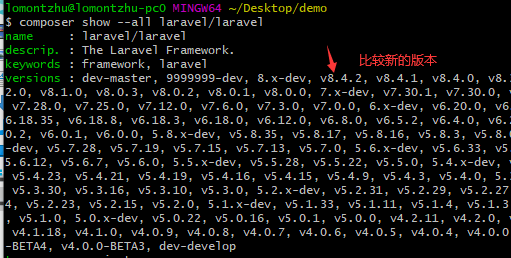 lomontzhu@lomontzhu-pc0 MINGW64 ~/Desktop/demo
$ composer show --all laravel/laravel
name : laravel/laravel
descrip. : The Laravel Framework. 比较新的版本
keywords : framework, laravel
versions : dev-master, 9999999-dev, 8.x-dev, v8.4.2, v8.4.1, v8.4.0, v8.
2.0, v8.1.0, v8.0.3, v8.0.2, v8.0.1, v8.0.0, 7.x-dev, v7.30.1, v7.30.0, v
, v7.28.0, v7.25.0, v7.12.0, v7.6.0, v7.3.0, v7.0.0, 6.x-dev, v6.20.0, v6
6.18.35, v6.18.8, v6.18.3, v6.18.0, v6.12.0, v6.8.0, v6.5.2, v6.4.0, v6.
0.2, v6.0.1, v6.0.0, 5.8.x-dev, v5.8.35, v5.8.17, v5.8.16, v5.8.3, v5.8.
-dev, v5.7.28, v5.7.19, v5.7.15, v5.7.13, v5.7.0, 5.6.x-dev, v5.6.33, v5.
5.6.12, v5.6.7, v5.6.0, 5.5.x-dev, v5.5.28, v5.5.22, v5.5.0, 5.4.x-dev, v
v5.4.23, v5.4.21, v5.4.19, v5.4.16, v5.4.15, v5.4.9, v5.4.3, v5.4.0, 5.
, v5.3.30, v5.3.16, v5.3.10, v5.3.0, 5.2.x-dev, v5.2.31, v5.2.29, v5.2.27
4, v5.2.23, v5.2.15, v5.2.0, 5.1.x-dev, v5.1.33, v5.1.11, v5.1.4, v5.1.3
, v5.1.0, 5.0.x-dev, v5.0.22, v5.0.16, v5.0.1, v5.0.0, v4.2.11, v4.2.0, v
v4.1.18, v4.1.0, v4.0.9, v4.0.8, v4.0.7, v4.0.6, v4.0.5, v4.0.4, v4.0.0
-BETA4, v4.0.0-BETA3, dev-develop